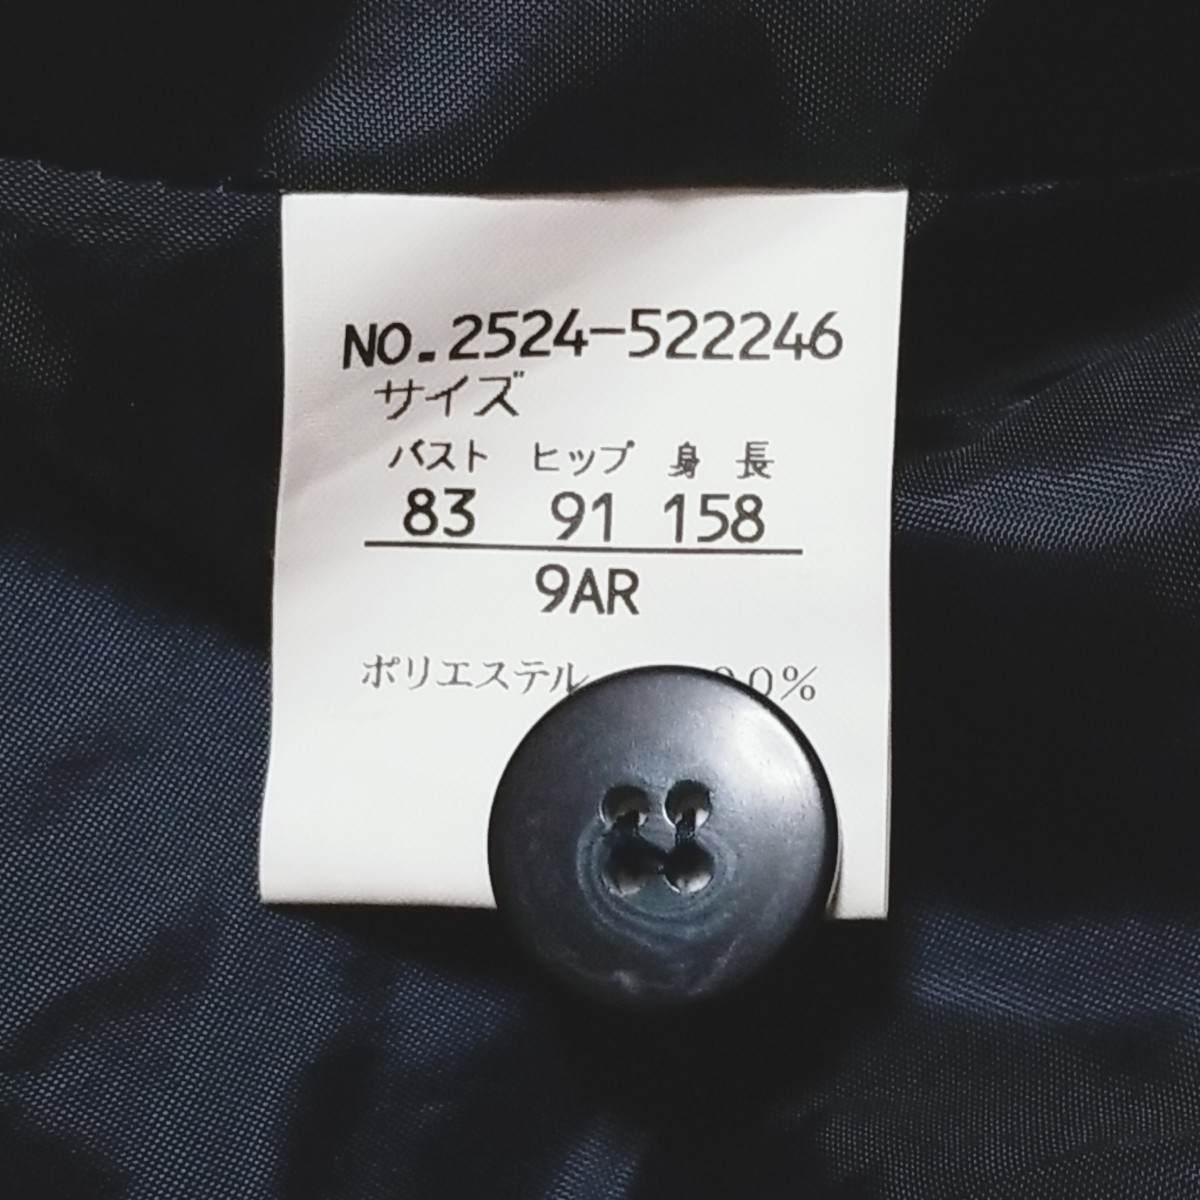 NO.2524-522246
サイズ
バスト ヒップ 身長
83 91 158
9AR
ポリエステル 00%